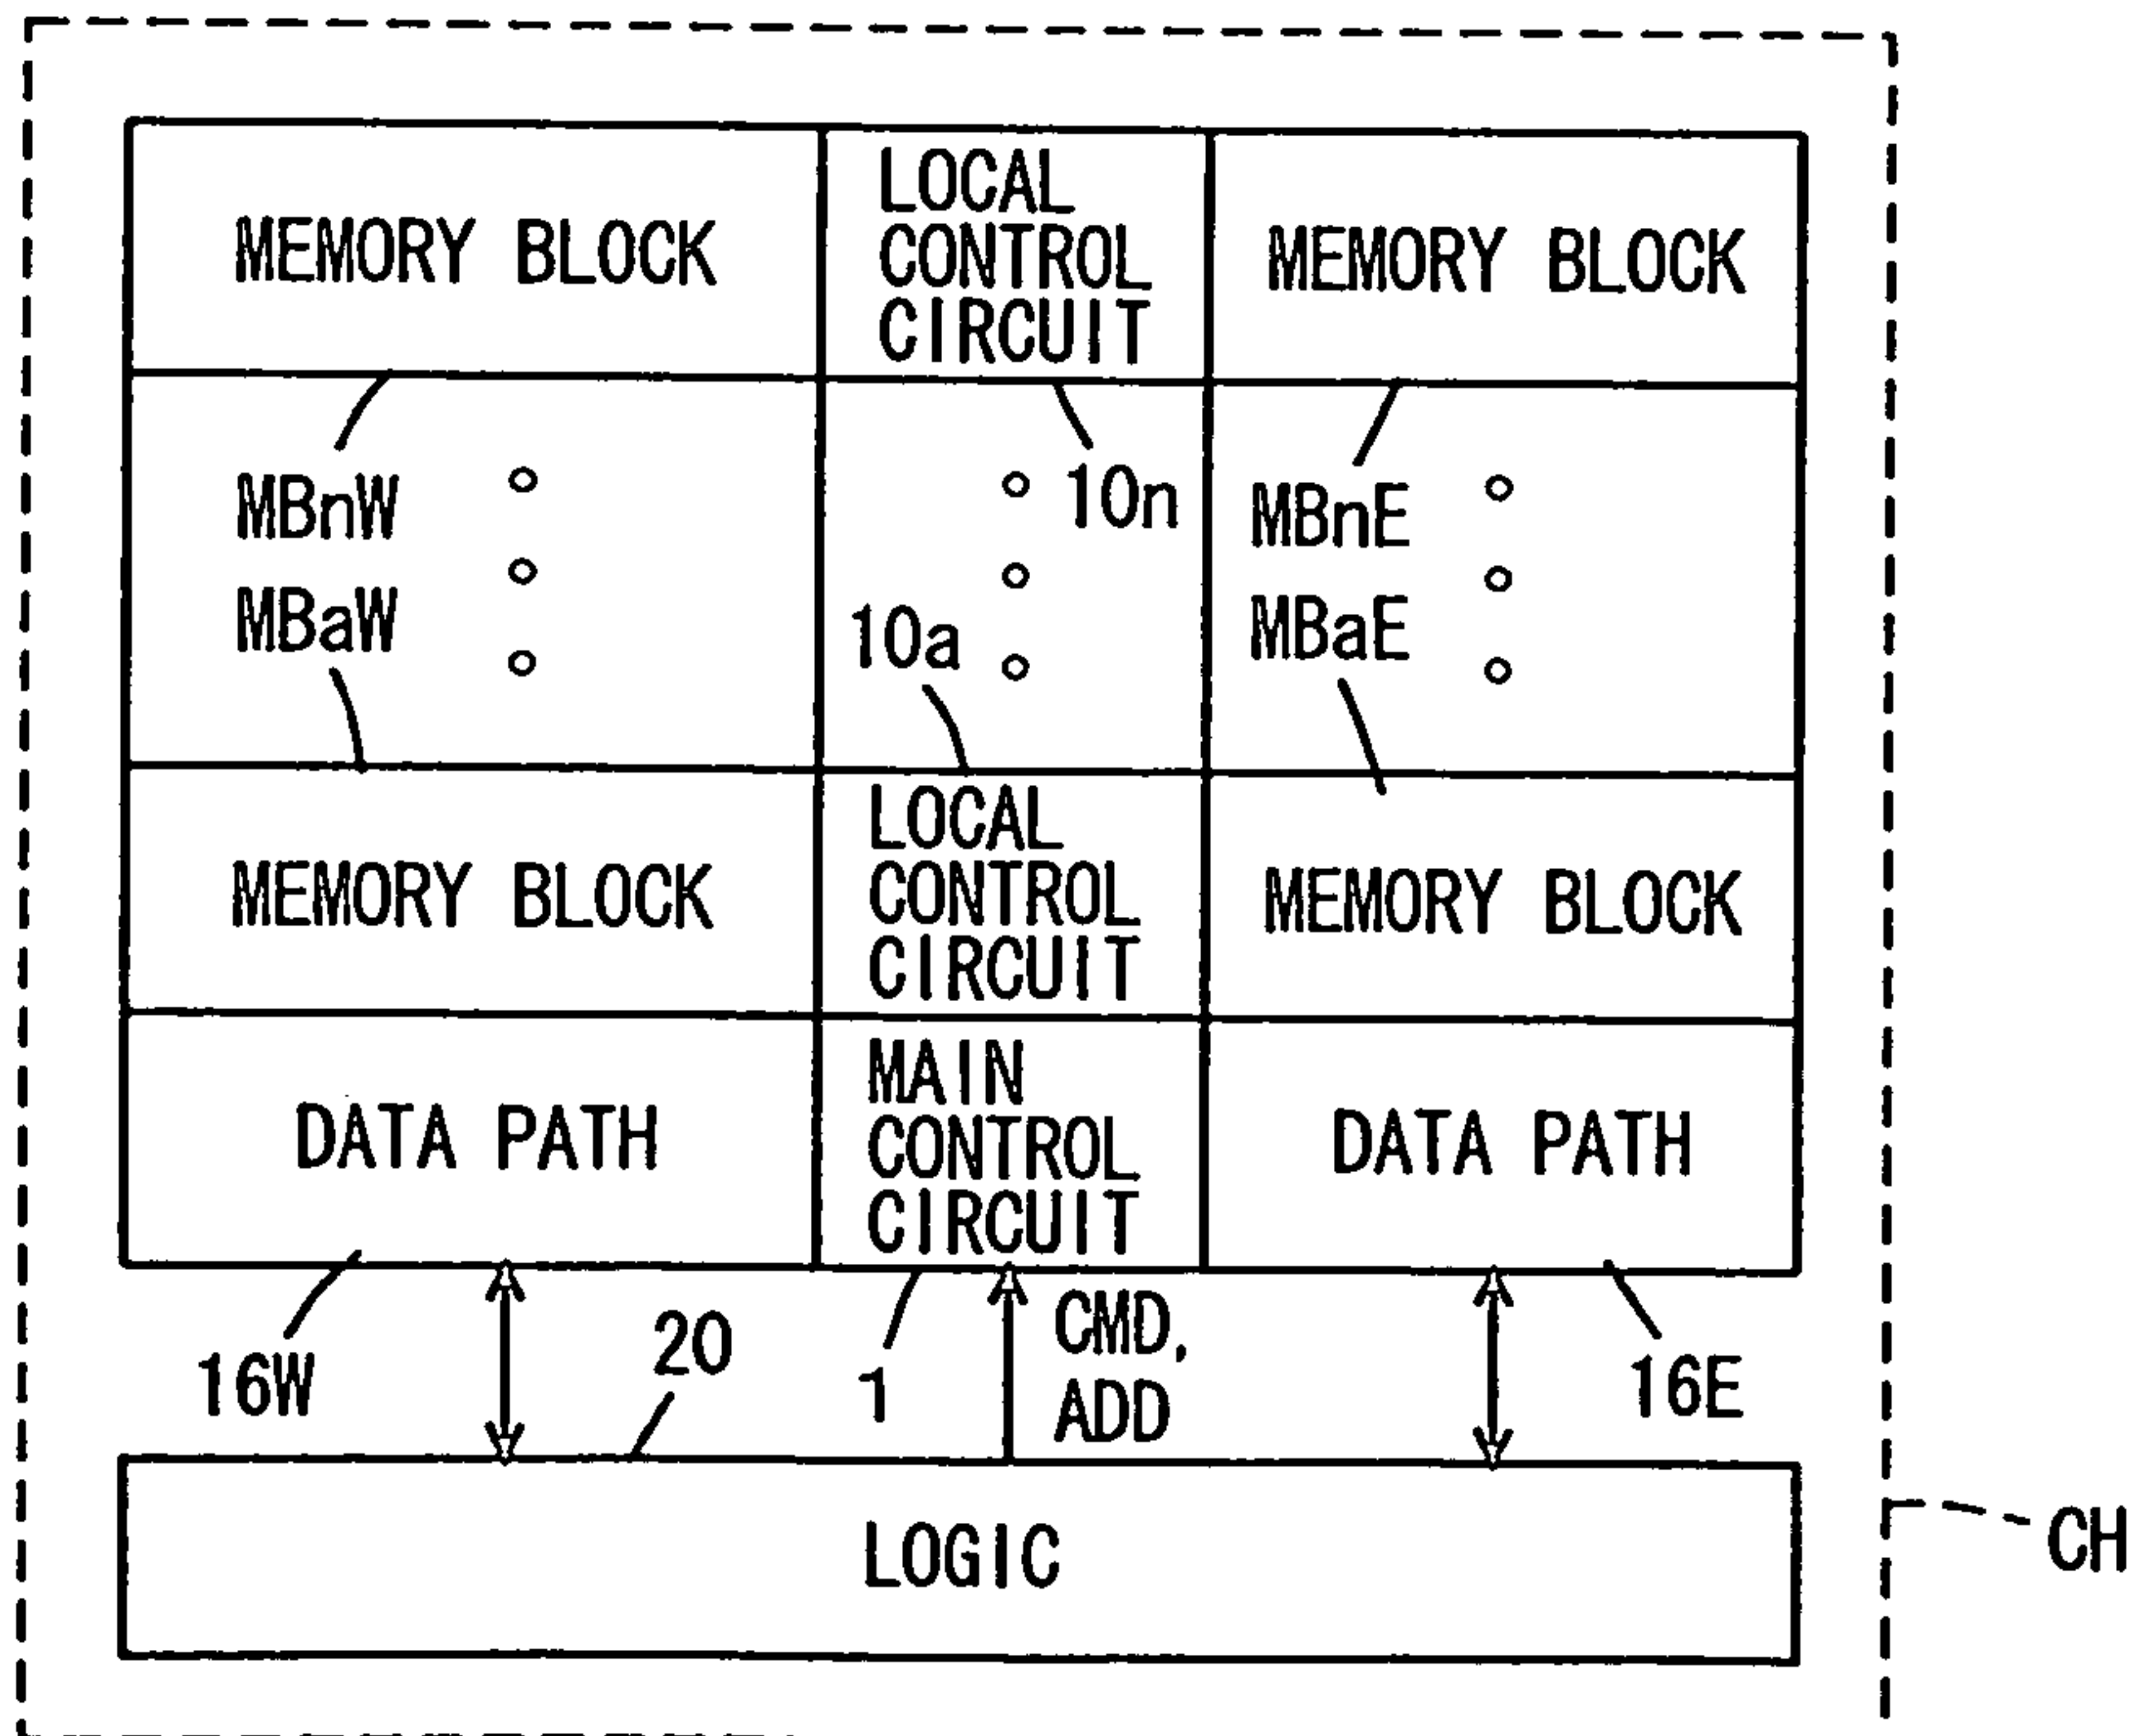 MEMORY BLOCK
LOCAL
CONTROL
CIRCUIT
MEMORY BLOCK
MBnW
10n
MBnE
MBaW
10a
MBaE
MEMORY BLOCK
LOCAL
CONTROL
CIRCUIT
MEMORY BLOCK
DATA PATH
MAIN
CONTROL
CIRCUIT
DATA PATH
16W
20
1
CMD,
ADD
16E
LOGIC
CH